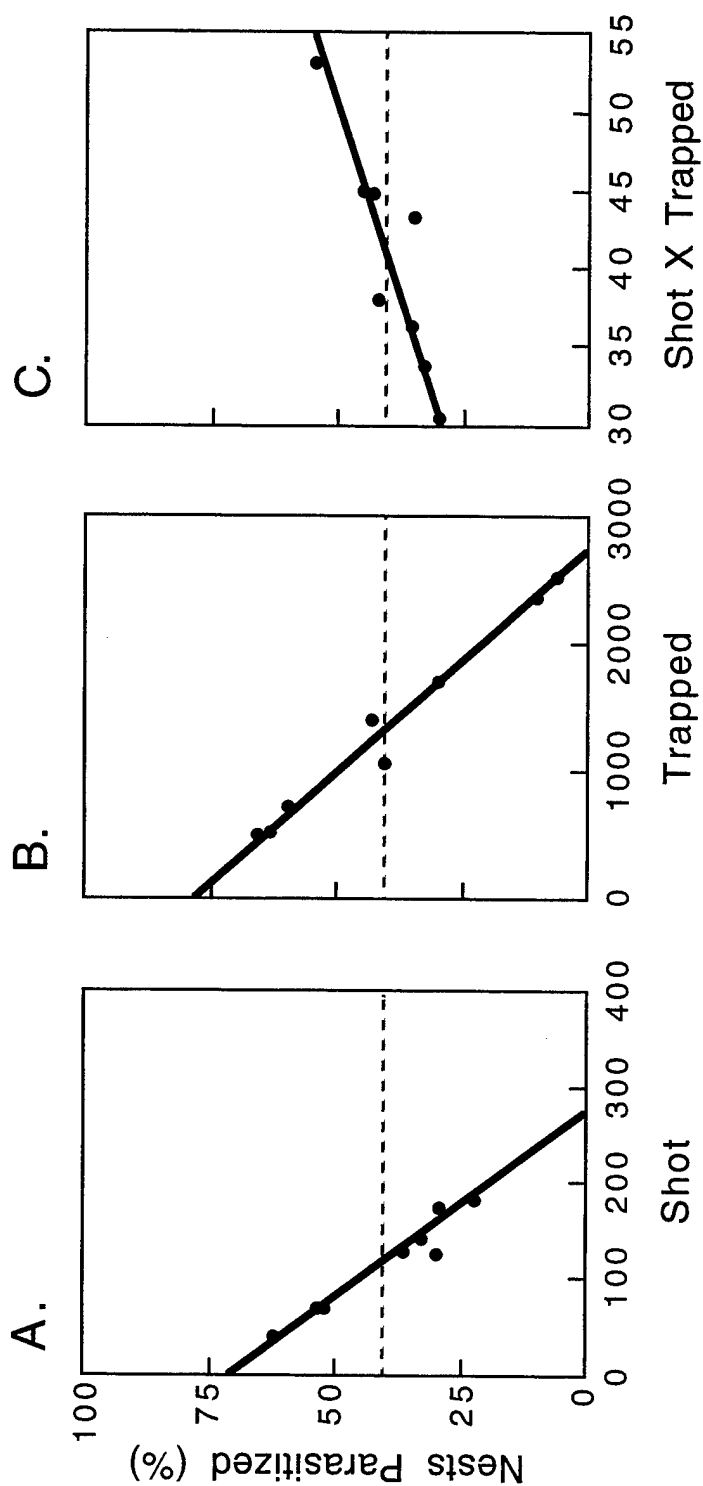 A.
B.
C.
Nests Parasitized (%)
100
75
50
25
0
0 100 200 300 400
Shot
0 1000 2000 3000
Trapped
30 35 40 45 50 55
Shot X Trapped